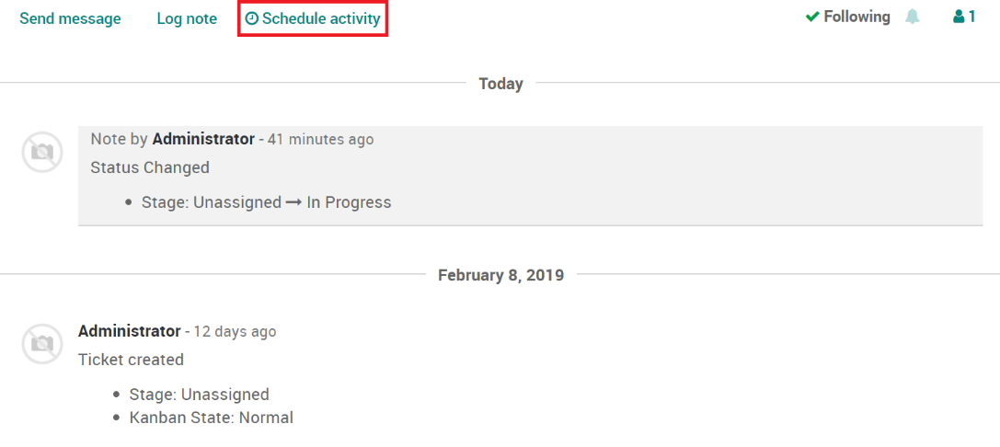 Send message Log note Schedule activity Following 1
Today
Note by Administrator - 41 minutes ago
Status Changed
• Stage: Unassigned → In Progress
February 8, 2019
Administrator - 12 days ago
Ticket created
• Stage: Unassigned
• Kanban State: Normal